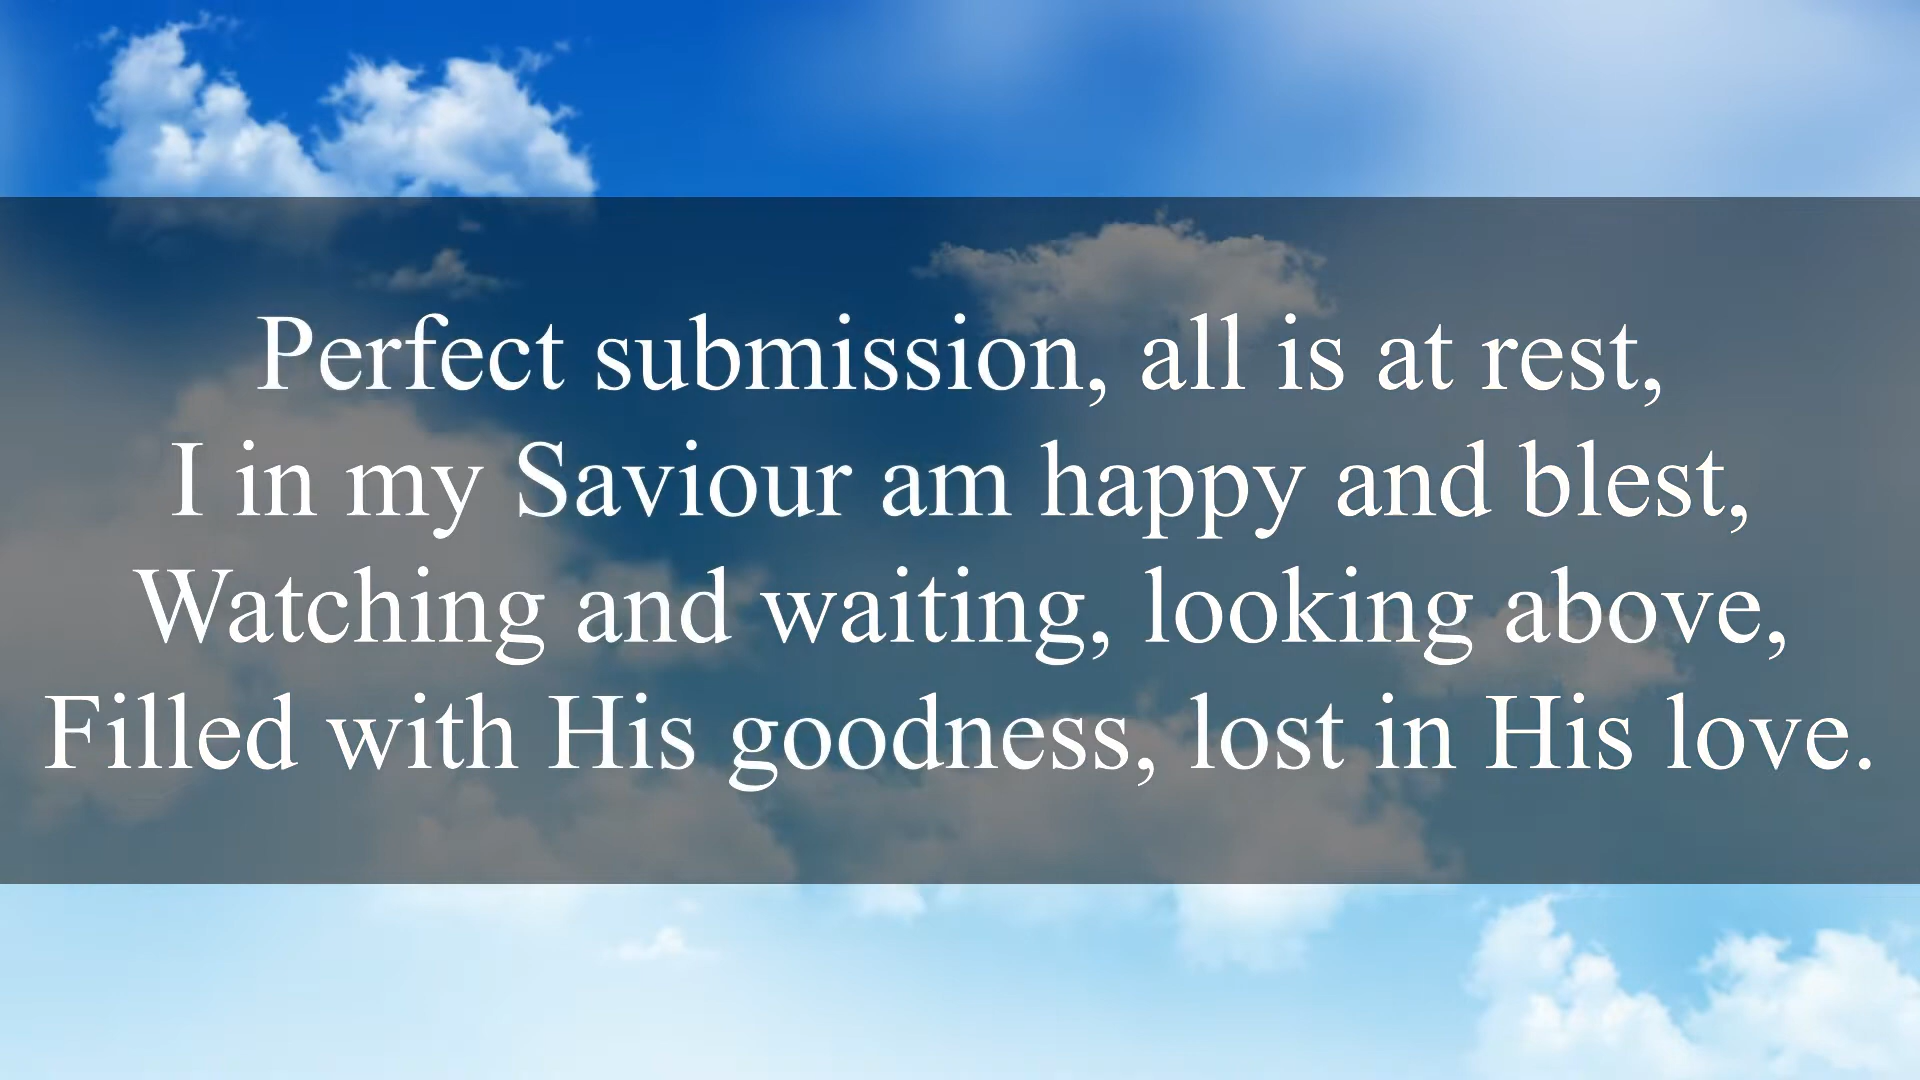 Perfect submission, all is at rest,
I in my Saviour am happy and blest,
Watching and waiting, looking above,
Filled with His goodness, lost in His love.